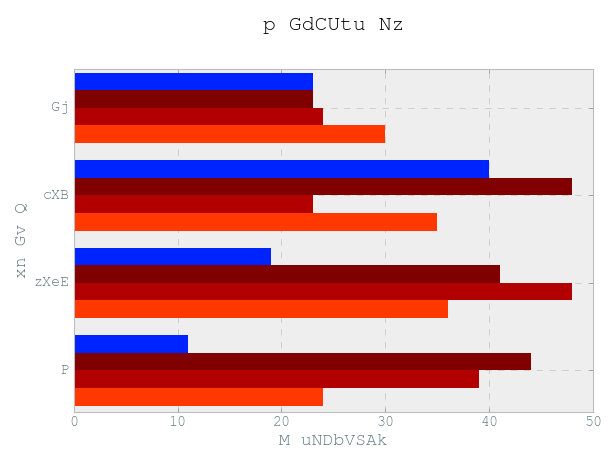 p GdCUtu Nz
xn Gv Q
Gj
cXB
zXeE
P
0 10 20 30 40 50
M uNDbVSAk